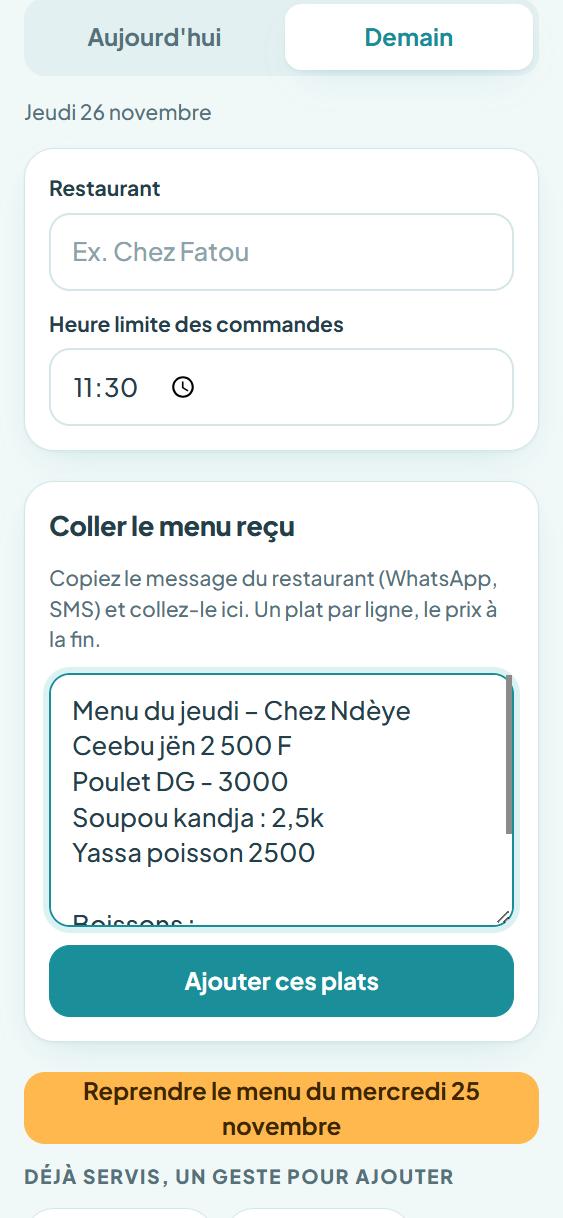 Aujourd'hui
Demain
Jeudi 26 novembre
Restaurant
Ex. Chez Fatou
Heure limite des commandes
11:30
Coller le menu reçu
Copiez le message du restaurant (WhatsApp,
SMS) et collez-le ici. Un plat par ligne, le prix à
la fin.
Menu du jeudi – Chez Ndèye
Ceebu jën 2 500 F
Poulet DG - 3000
Soupou kandja : 2,5k
Yassa poisson 2500
Boissons :
Ajouter ces plats
Reprendre le menu du mercredi 25
novembre
DÉJÀ SERVIS, UN GESTE POUR AJOUTER